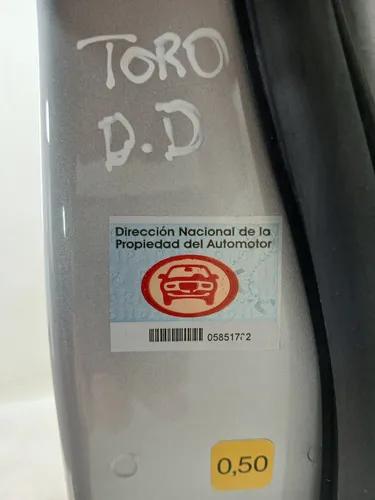 TORO
D.D
Dirección Nacional de la
Propiedad del Automotor
0,50